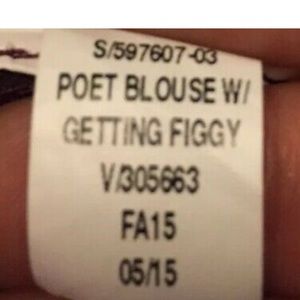 S/597607-03
POET BLOUSE W/
GETTING FIGGY
V/305663
FA15
05/15